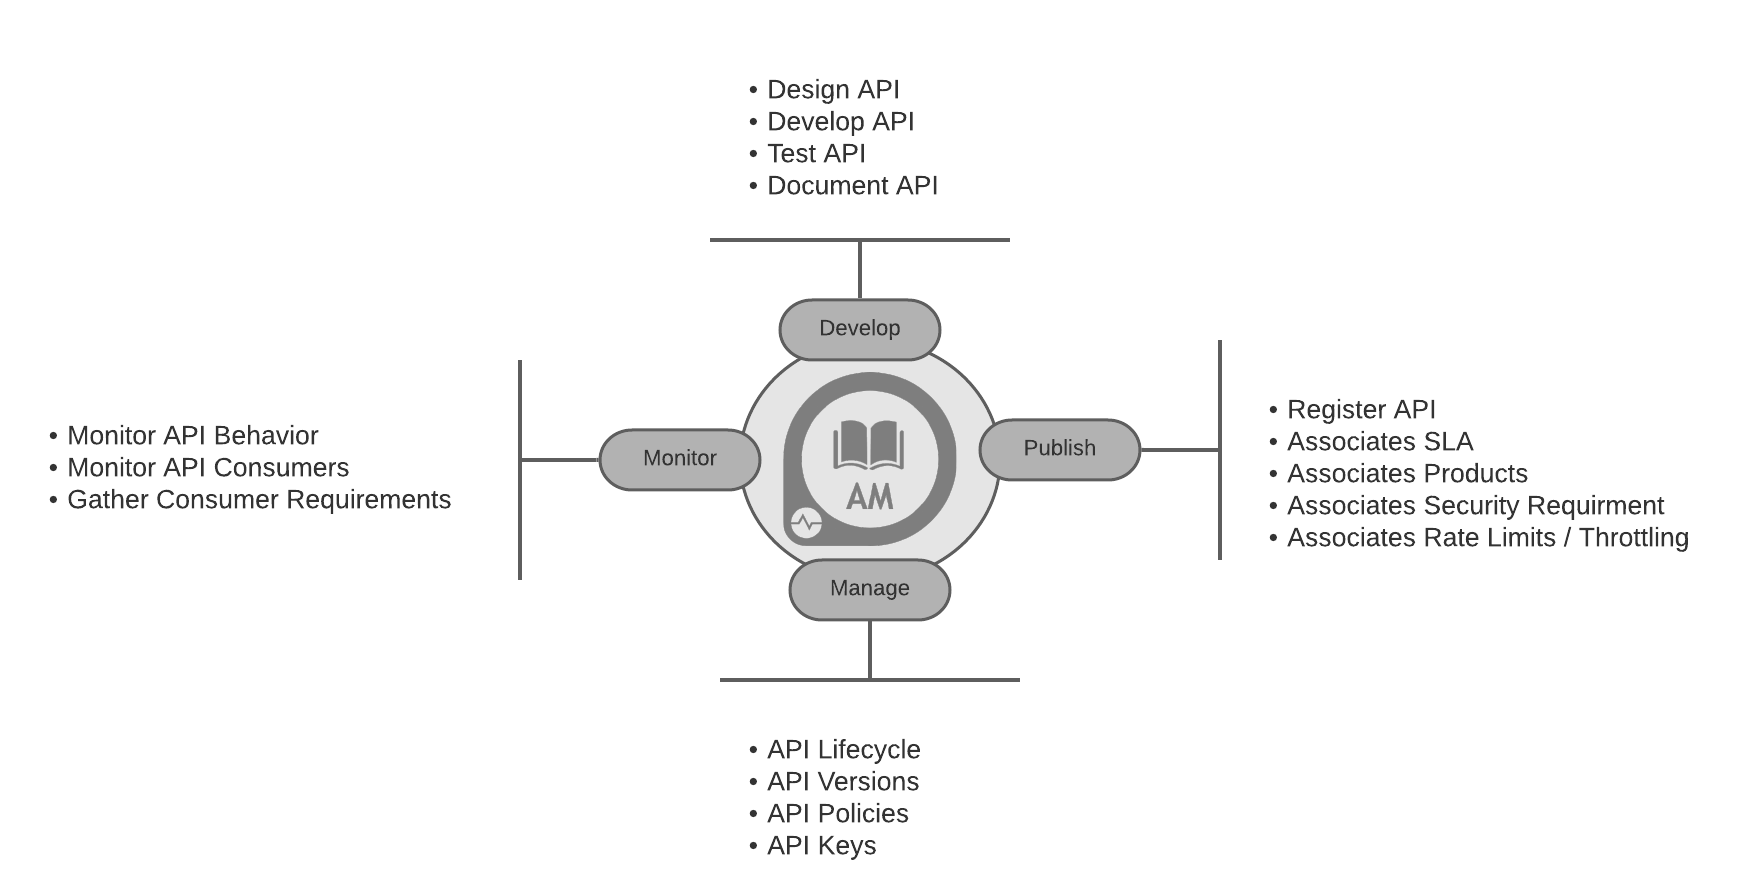 • Design API
• Develop API
• Test API
• Document API
Develop
• Monitor API Behavior
• Monitor API Consumers
• Gather Consumer Requirements
Monitor
AM
Publish
• Register API
• Associates SLA
• Associates Products
• Associates Security Requirment
• Associates Rate Limits / Throttling
Manage
• API Lifecycle
• API Versions
• API Policies
• API Keys